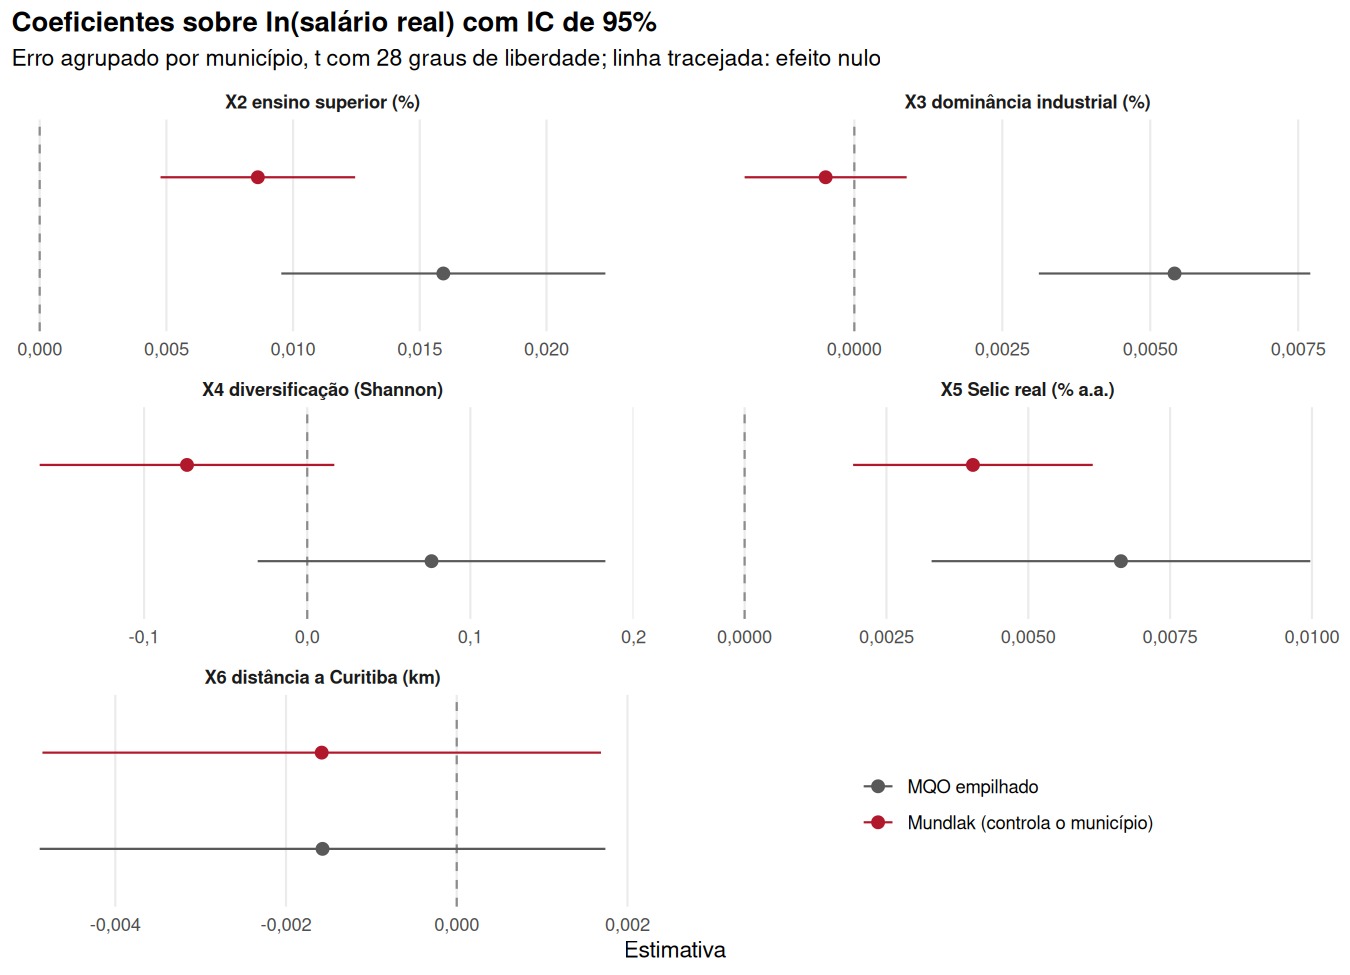 Coeficientes sobre ln(salário real) com IC de 95%
Erro agrupado por município, t com 28 graus de liberdade; linha tracejada: efeito nulo
X2 ensino superior (%)
0,000 0,005 0,010 0,015 0,020
X3 dominância industrial (%)
0,0000 0,0025 0,0050 0,0075
X4 diversificação (Shannon)
-0,1 0,0 0,1 0,2
X5 Selic real (% a.a.)
0,0000 0,0025 0,0050 0,0075 0,0100
X6 distância a Curitiba (km)
-0,004 -0,002 0,000 0,002
MQO empilhado
Mundlak (controla o município)
Estimativa